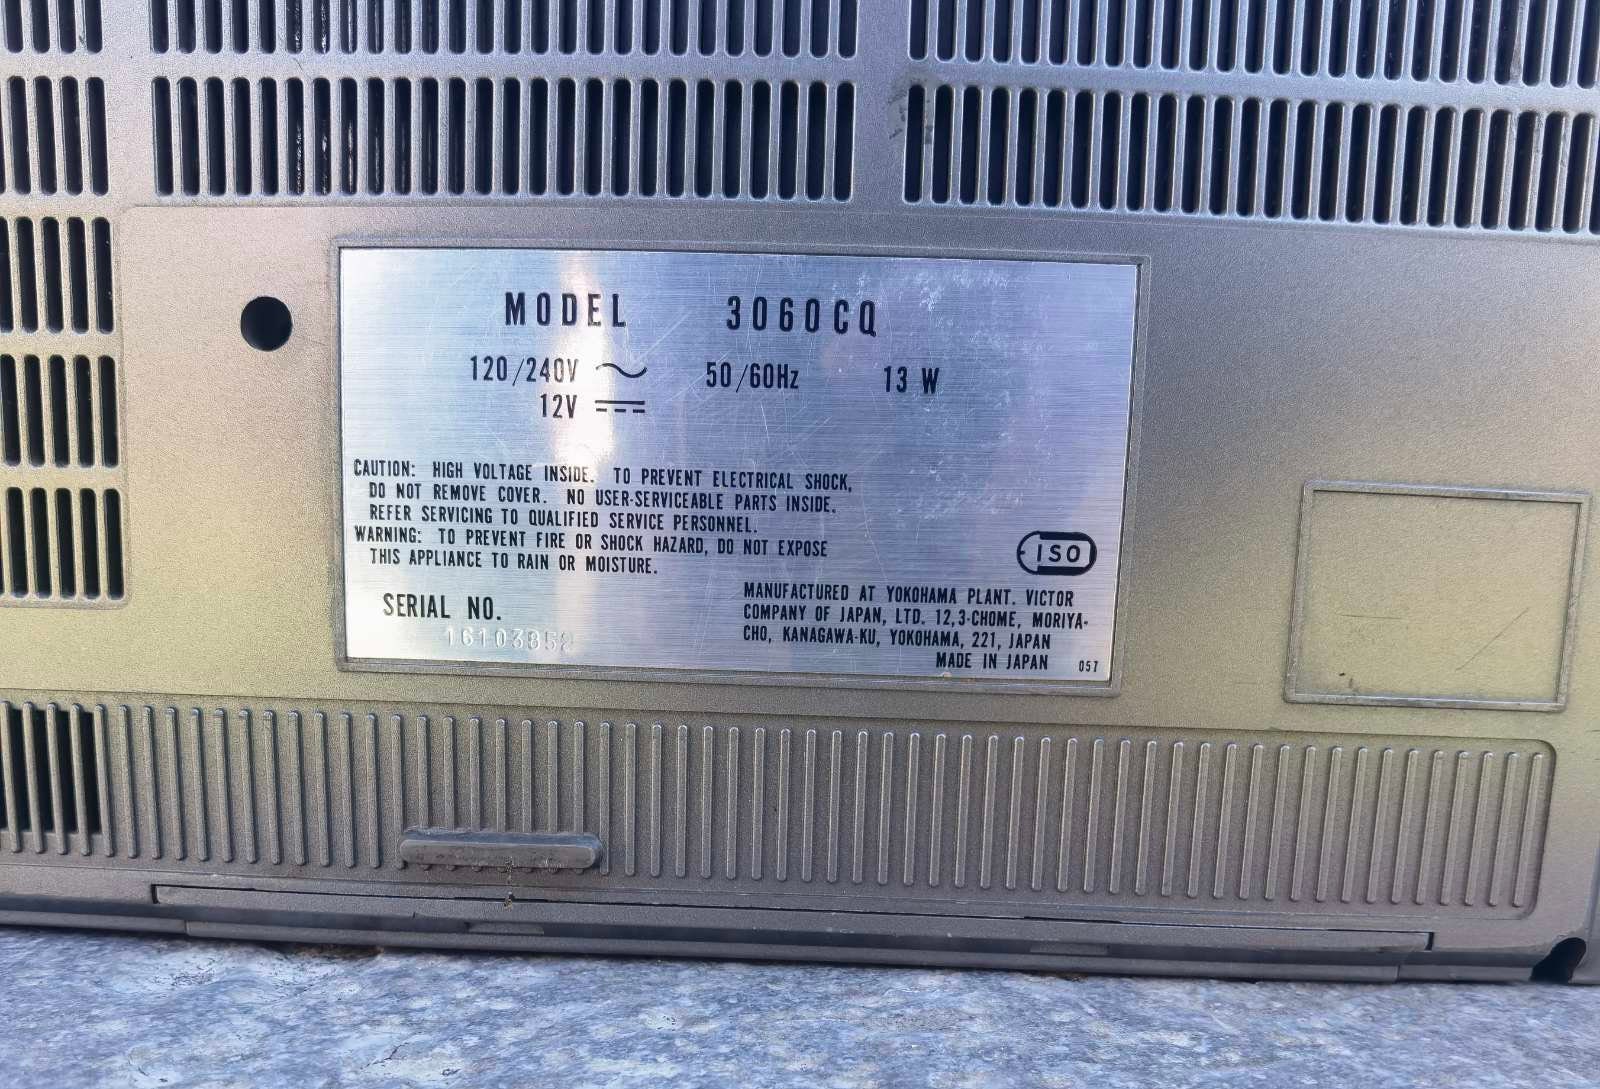 MODEL 3060CQ
120/240V 50/60Hz 13 W
12V
CAUTION: HIGH VOLTAGE INSIDE. TO PREVENT ELECTRICAL SHOCK,
DO NOT REMOVE COVER. NO USER-SERVICEABLE PARTS INSIDE.
REFER SERVICING TO QUALIFIED SERVICE PERSONNEL.
WARNING: TO PREVENT FIRE OR SHOCK HAZARD, DO NOT EXPOSE
THIS APPLIANCE TO RAIN OR MOISTURE.
ISO
SERIAL NO.
MANUFACTURED AT YOKOHAMA PLANT. VICTOR
COMPANY OF JAPAN, LTD. 12,3-CHOME, MORIYA-
CHO, KANAGAWA-KU, YOKOHAMA, 221, JAPAN
MADE IN JAPAN 057